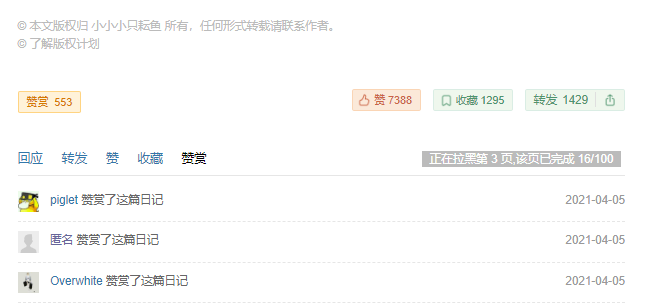 © 本文版权归 小小小只耘鱼 所有，任何形式转载请联系作者。
© 了解版权计划
赞赏 553 赞 7388 收藏 1295 转发 1429
回应 转发 赞 收藏 赞赏 正在拉黑第 3 页,该页已完成 16/100
piglet 赞赏了这篇日记 2021-04-05
匿名 赞赏了这篇日记 2021-04-05
Overwhite 赞赏了这篇日记 2021-04-05